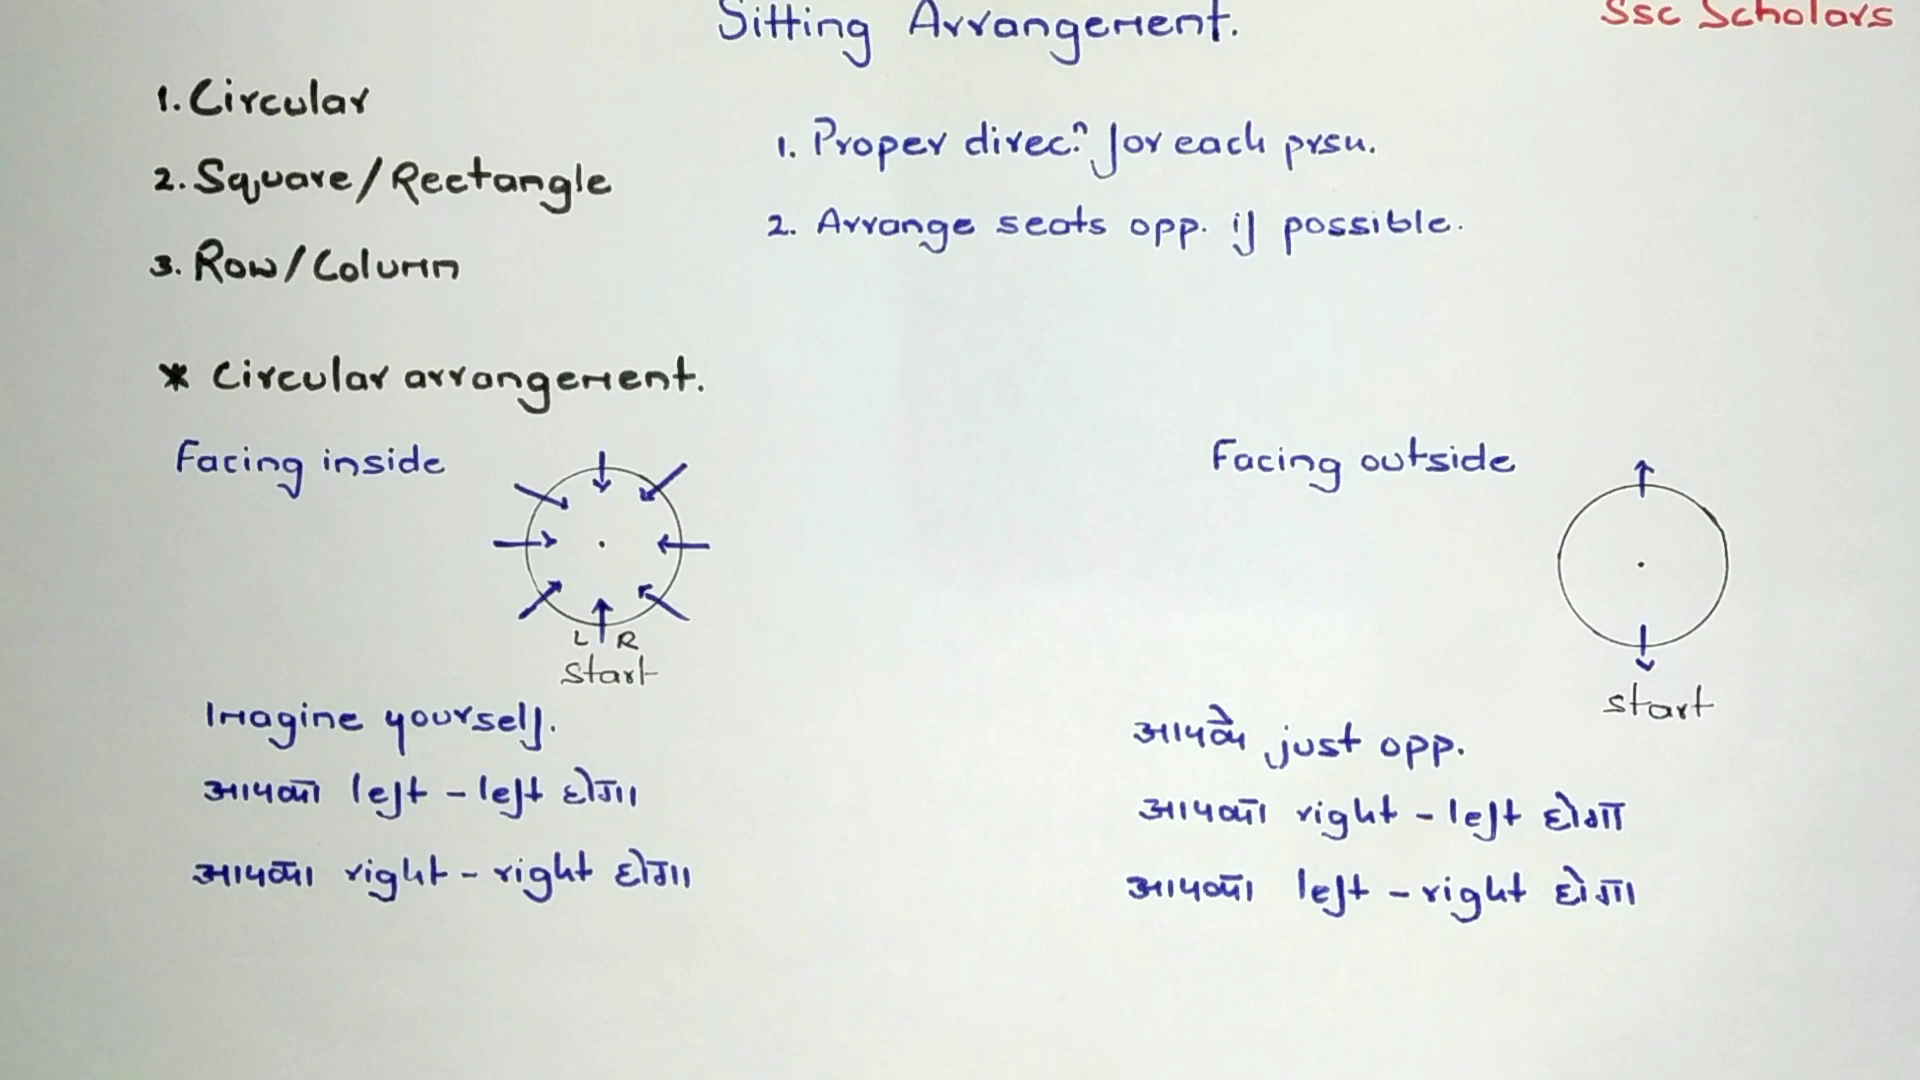 Sitting Arrangement.
Ssc Scholars
1. Circular
2. Square/Rectangle
3. Row/Column
1. Proper direcⁿ. for each prsn.
2. Arrange seats opp. if possible.
* Circular arrangement.
Facing inside
L R
Start
Imagine yourself.
आपका left - left होगा
आपका right - right होगा
Facing outside
start
आपके just opp.
आपका right - left होगा
आपका left - right होगा